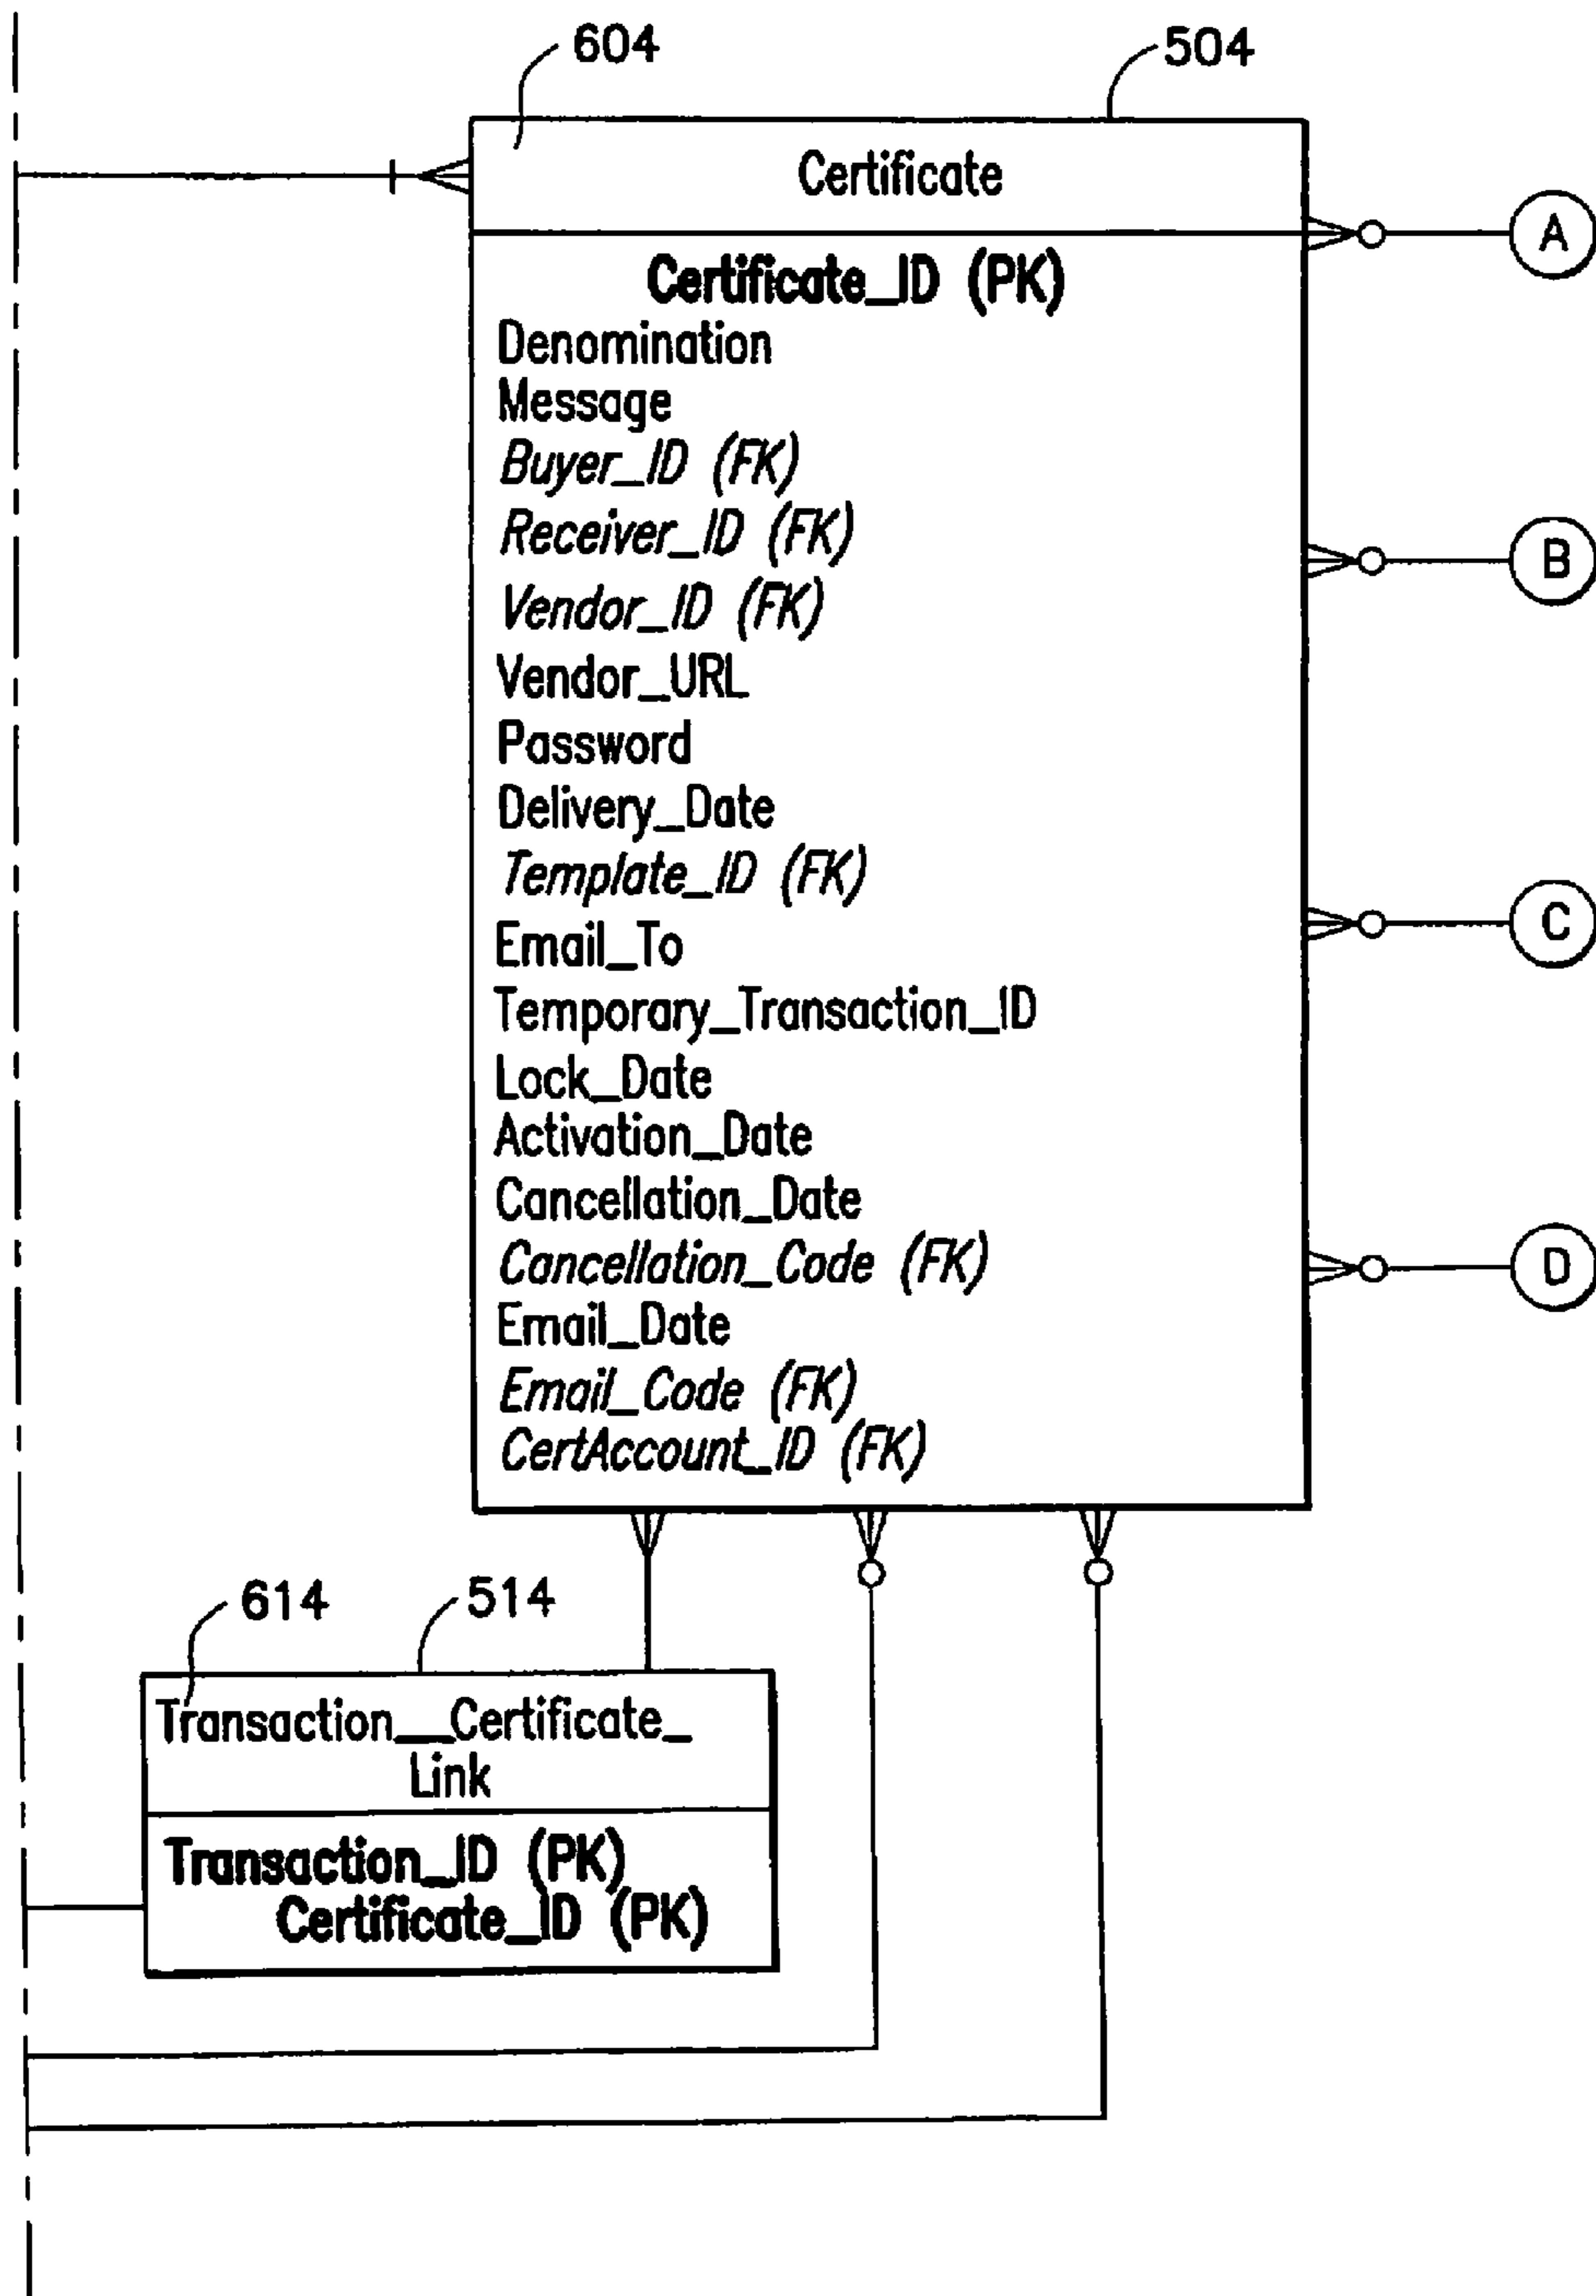 604
504
Certificate
A
Certificate_ID (PK)
Denomination
Message
Buyer_ID (FK)
Receiver_ID (FK)
B
Vendor_ID (FK)
Vendor_URL
Password
Delivery_Date
Template_ID (FK)
Email_To
C
Temporary_Transaction_ID
Lock_Date
Activation_Date
Cancellation_Date
Cancellation_Code (FK)
D
Email_Date
Email_Code (FK)
CertAccount_ID (FK)
614
514
Transaction__Certificate_
Link
Transaction_ID (PK)
Certificate_ID (PK)